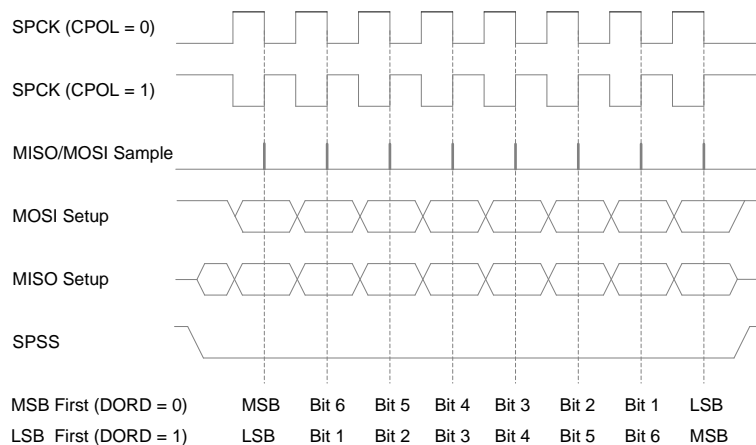 SPCK (CPOL = 0)
SPCK (CPOL = 1)
MISO/MOSI Sample
MOSI Setup
MISO Setup
SPSS
MSB First (DORD = 0) MSB Bit 6 Bit 5 Bit 4 Bit 3 Bit 2 Bit 1 LSB
LSB First (DORD = 1) LSB Bit 1 Bit 2 Bit 3 Bit 4 Bit 5 Bit 6 MSB